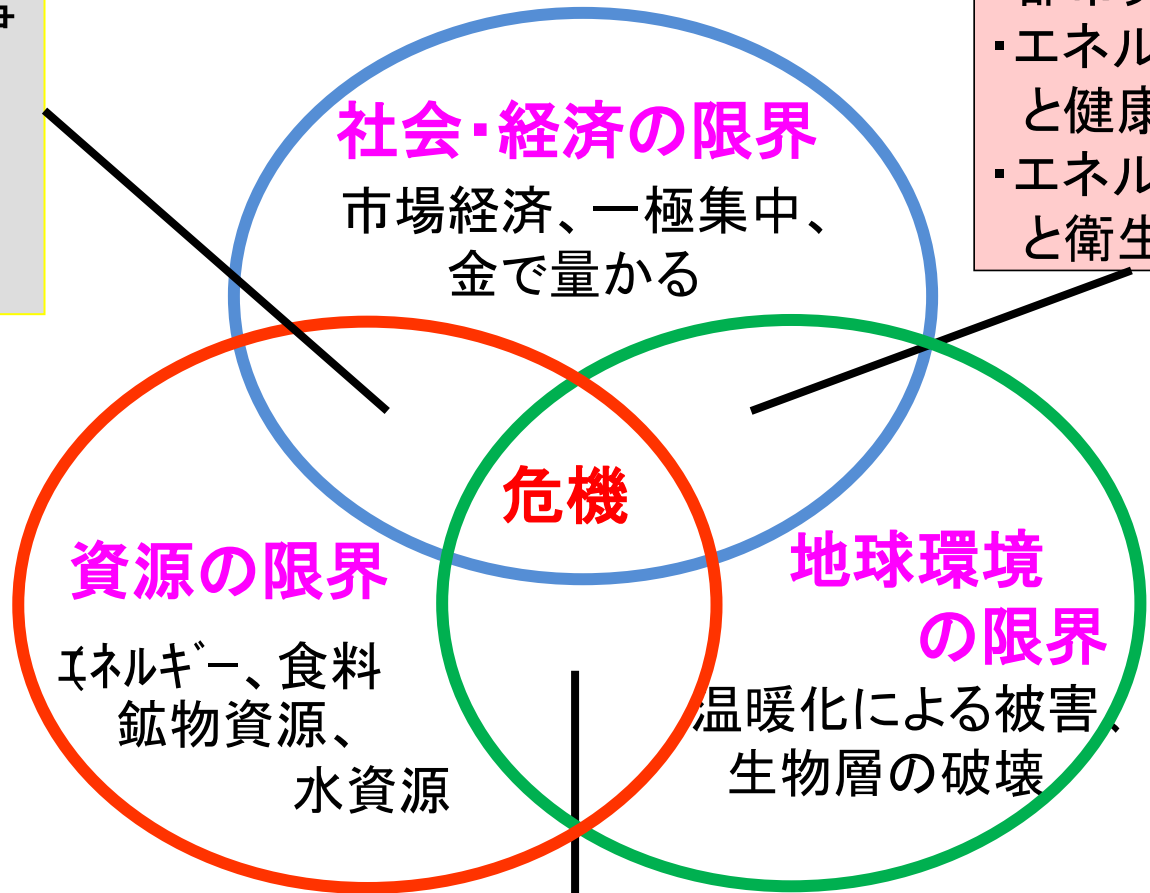 ・エネル
と健康
・エネル
と衛生
社会・経済の限界
市場経済、一極集中、
金で量かる
危機
資源の限界
ｴネルｷﾞｰ、食料
鉱物資源、
水資源
地球環境
の限界
温暖化による被害、
生物層の破壊